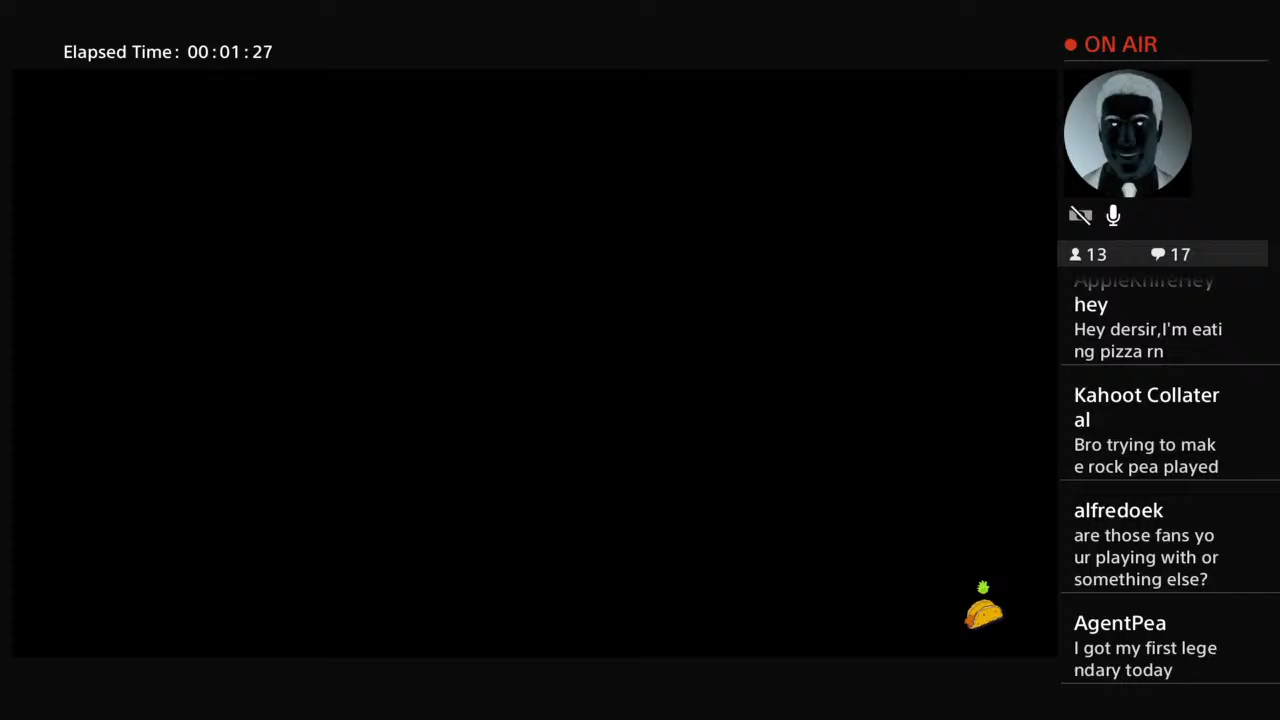 Elapsed Time: 00:01:27
ON AIR
13 17
AppleKnifeHey
hey
Hey dersir,I'm eati
ng pizza rn
Kahoot Collater
al
Bro trying to mak
e rock pea played
alfredoek
are those fans yo
ur playing with or
something else?
AgentPea
I got my first lege
ndary today